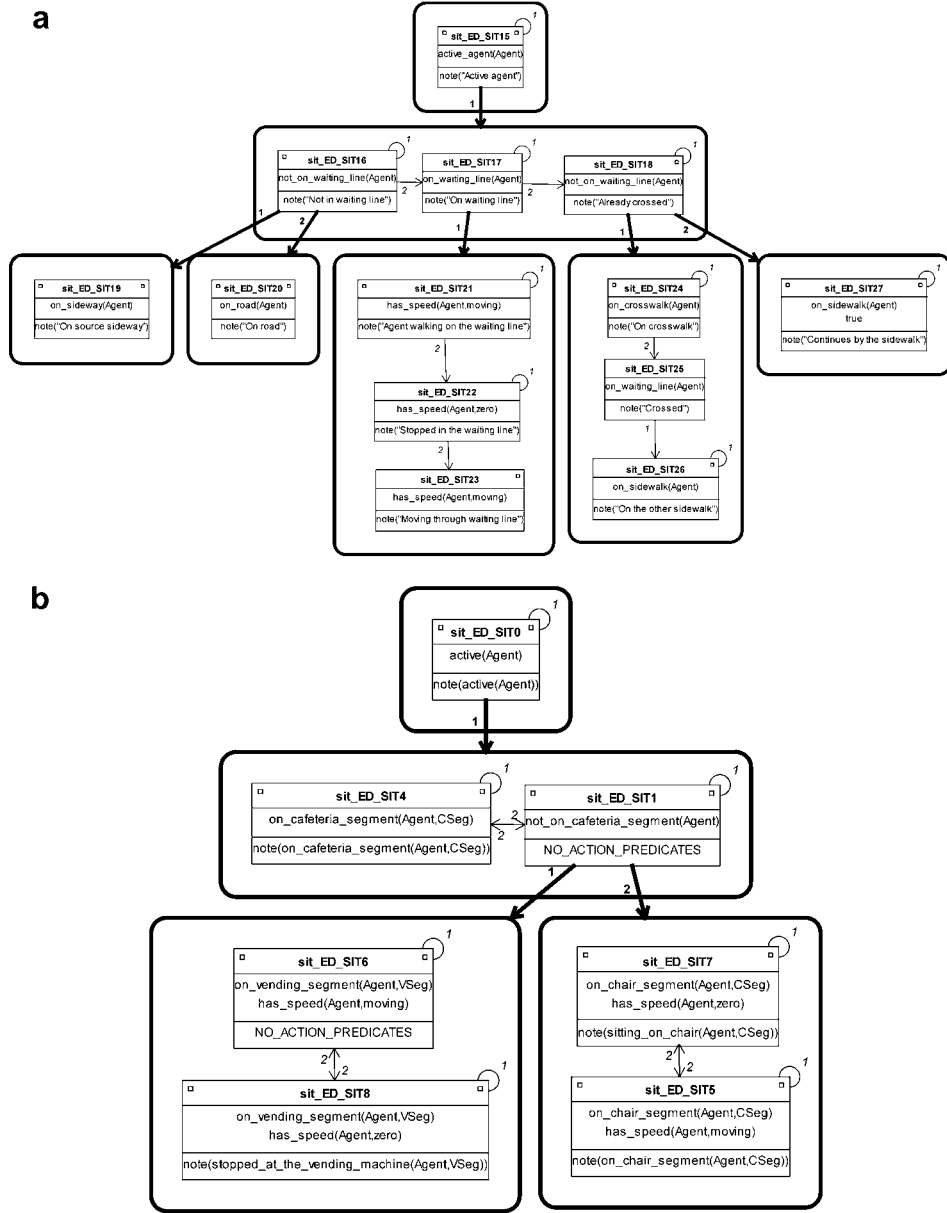 a
1
sit_ED_SIT15
active_agent(Agent)
note("Active agent")
1
1
sit_ED_SIT16
not_on_waiting_line(Agent)
note("Not in waiting line")
2
1
sit_ED_SIT17
on_waiting_line(Agent)
note("On waiting line")
2
1
sit_ED_SIT18
not_on_waiting_line(Agent)
note("Already crossed")
1
2
1
1
2
1
sit_ED_SIT19
on_sideway(Agent)
note("On source sideway")
1
sit_ED_SIT20
on_road(Agent)
note("On road")
1
sit_ED_SIT21
has_speed(Agent,moving)
note("Agent walking on the waiting line")
2
1
sit_ED_SIT22
has_speed(Agent,zero)
note("Stopped in the waiting line")
2
sit_ED_SIT23
has_speed(Agent,moving)
note("Moving through waiting line")
1
sit_ED_SIT24
on_crosswalk(Agent)
note("On crosswalk")
2
1
sit_ED_SIT25
on_waiting_line(Agent)
note("Crossed")
1
1
sit_ED_SIT26
on_sidewalk(Agent)
note("On the other sidewalk")
1
sit_ED_SIT27
on_sidewalk(Agent)
true
note("Continues by the sidewalk")
b
1
sit_ED_SIT0
active(Agent)
note(active(Agent))
1
1
sit_ED_SIT4
on_cafeteria_segment(Agent,CSeg)
note(on_cafeteria_segment(Agent,CSeg))
2
2
1
sit_ED_SIT1
not_on_cafeteria_segment(Agent)
NO_ACTION_PREDICATES
1
2
1
sit_ED_SIT6
on_vending_segment(Agent,VSeg)
has_speed(Agent,moving)
NO_ACTION_PREDICATES
2
2
1
sit_ED_SIT8
on_vending_segment(Agent,VSeg)
has_speed(Agent,zero)
note(stopped_at_the_vending_machine(Agent,VSeg))
1
sit_ED_SIT7
on_chair_segment(Agent,CSeg)
has_speed(Agent,zero)
note(sitting_on_chair(Agent,CSeg))
2
2
1
sit_ED_SIT5
on_chair_segment(Agent,CSeg)
has_speed(Agent,moving)
note(on_chair_segment(Agent,CSeg))